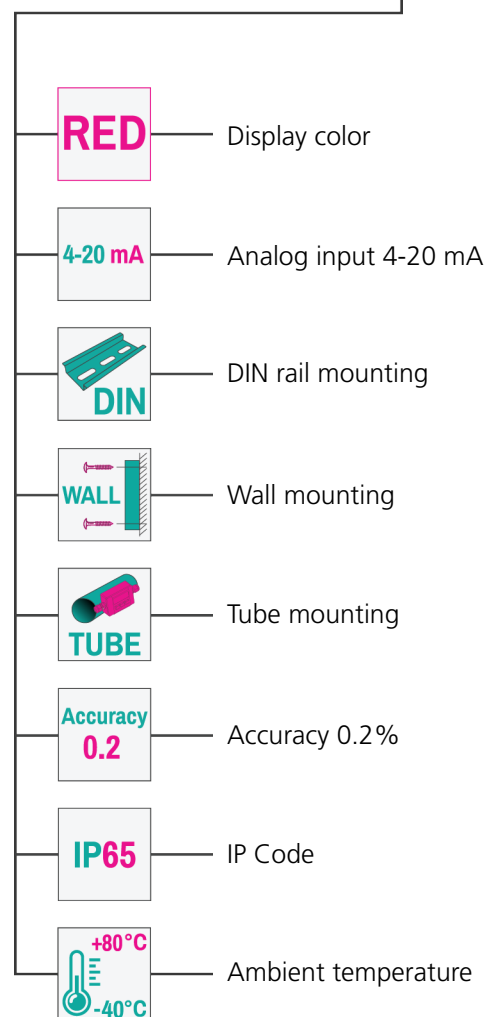 RED
Display color
4-20 mA
Analog input 4-20 mA
DIN
DIN rail mounting
WALL
Wall mounting
TUBE
Tube mounting
Accuracy
0.2
Accuracy 0.2%
IP65
IP Code
+80°C
-40°C
Ambient temperature